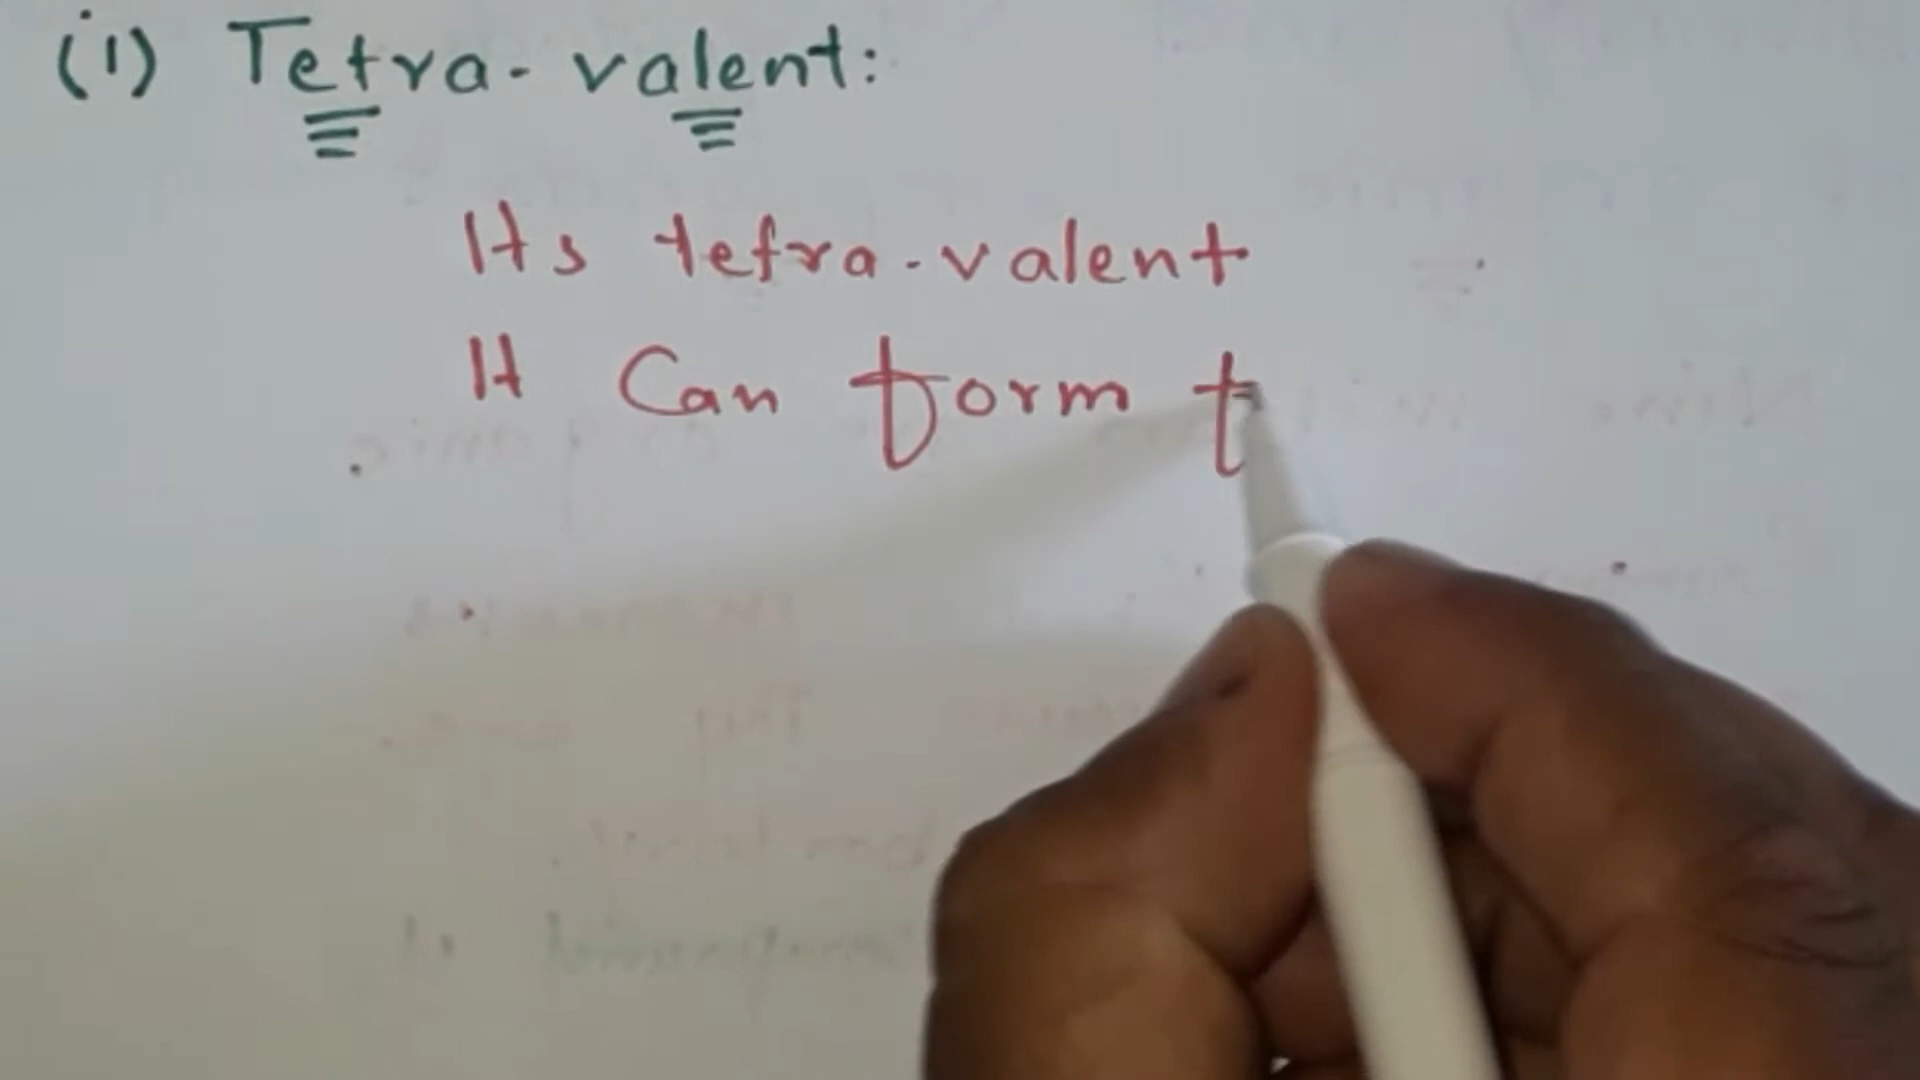 (i) Tetra-valent:
Its tetra-valent
It Can form